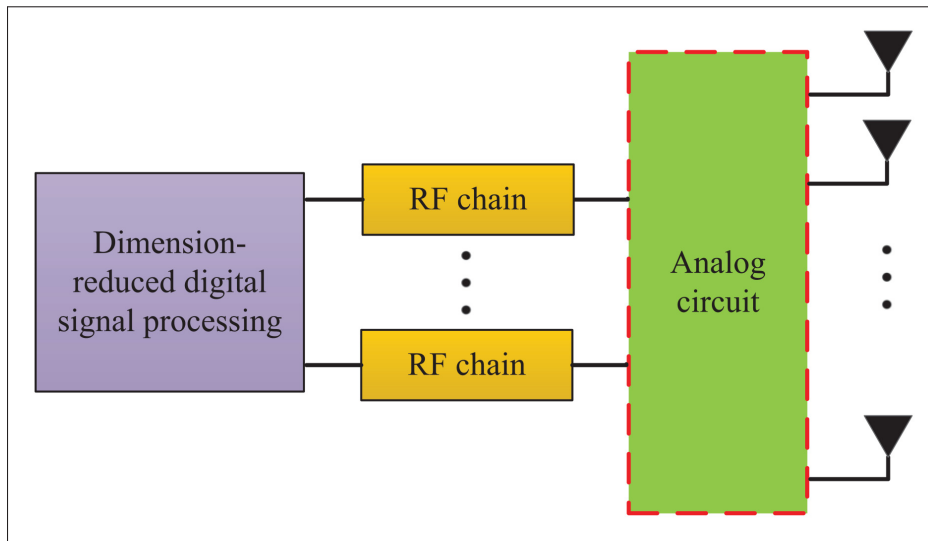 Dimension-
reduced digital
signal processing
RF chain
RF chain
Analog
circuit